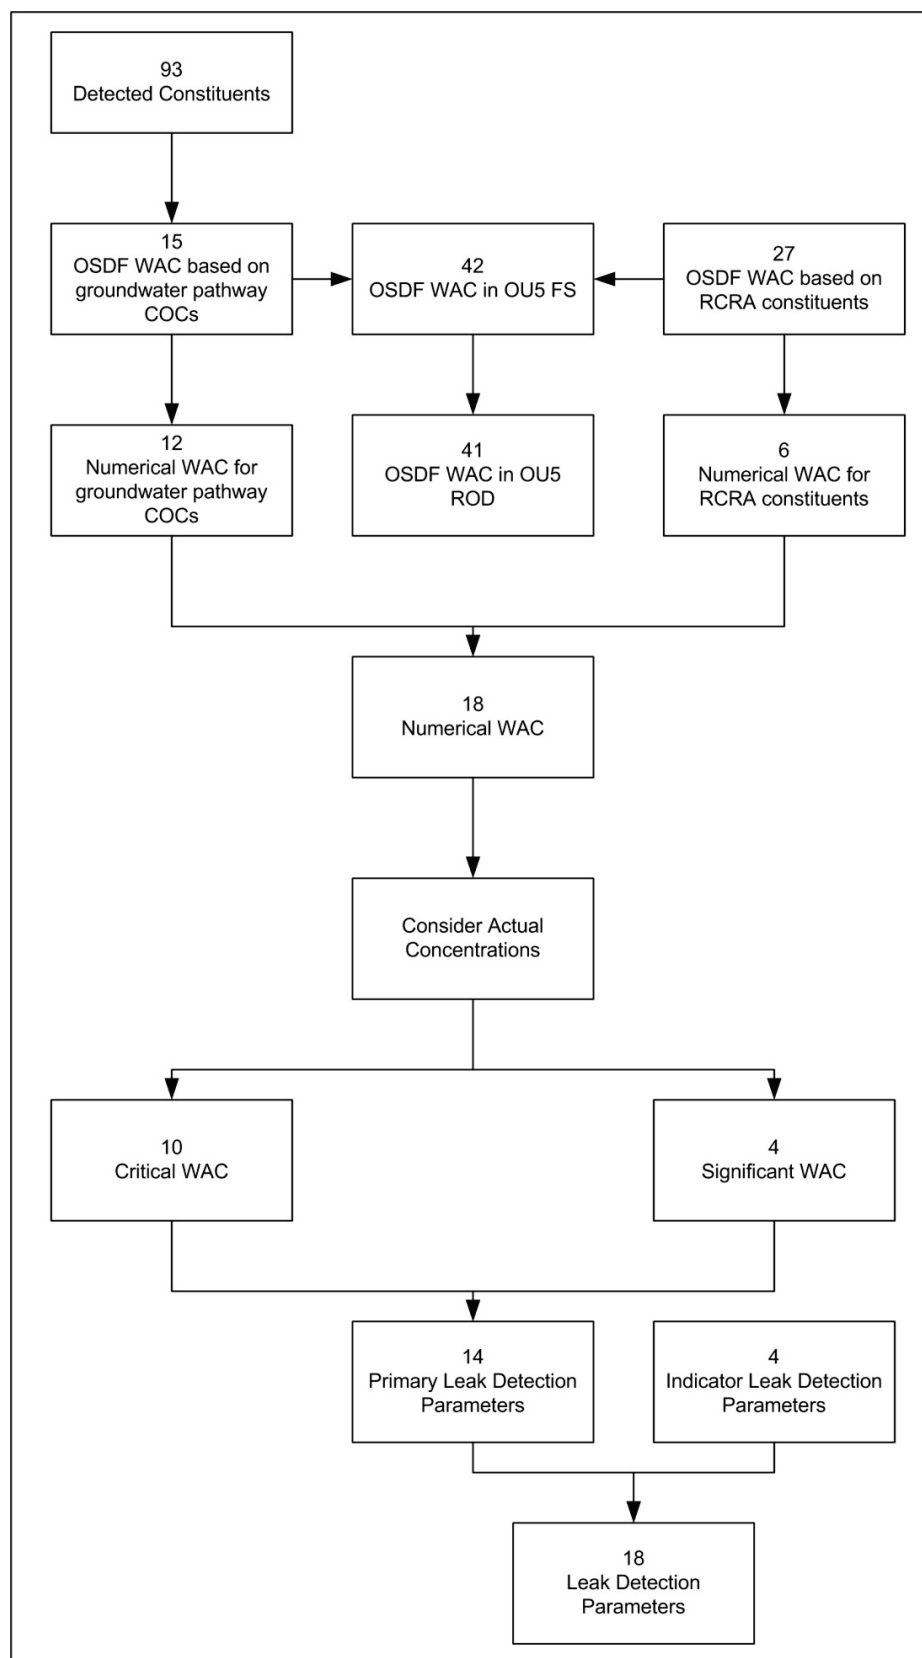 93
Detected Constituents
15
OSDF WAC based on
groundwater pathway
COCs
42
OSDF WAC in OU5 FS
27
OSDF WAC based on
RCRA constituents
12
Numerical WAC for
groundwater pathway
COCs
41
OSDF WAC in OU5
ROD
6
Numerical WAC for
RCRA constituents
18
Numerical WAC
Consider Actual
Concentrations
10
Critical WAC
4
Significant WAC
14
Primary Leak Detection
Parameters
4
Indicator Leak Detection
Parameters
18
Leak Detection
Parameters